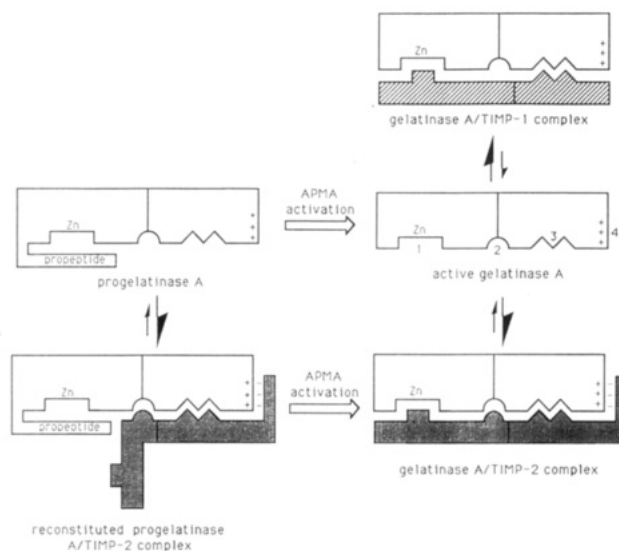 Zn
+
+
+
gelatinase A/TIMP-1 complex
Zn
propeptide
+
+
+
progelatinase A
APMA
activation
Zn
1
2
3
+
+
+
4
active gelatinase A
Zn
propeptide
+ -
+ -
+ -
reconstituted progelatinase
A/TIMP-2 complex
APMA
activation
Zn
+ -
+ -
+ -
gelatinase A/TIMP-2 complex